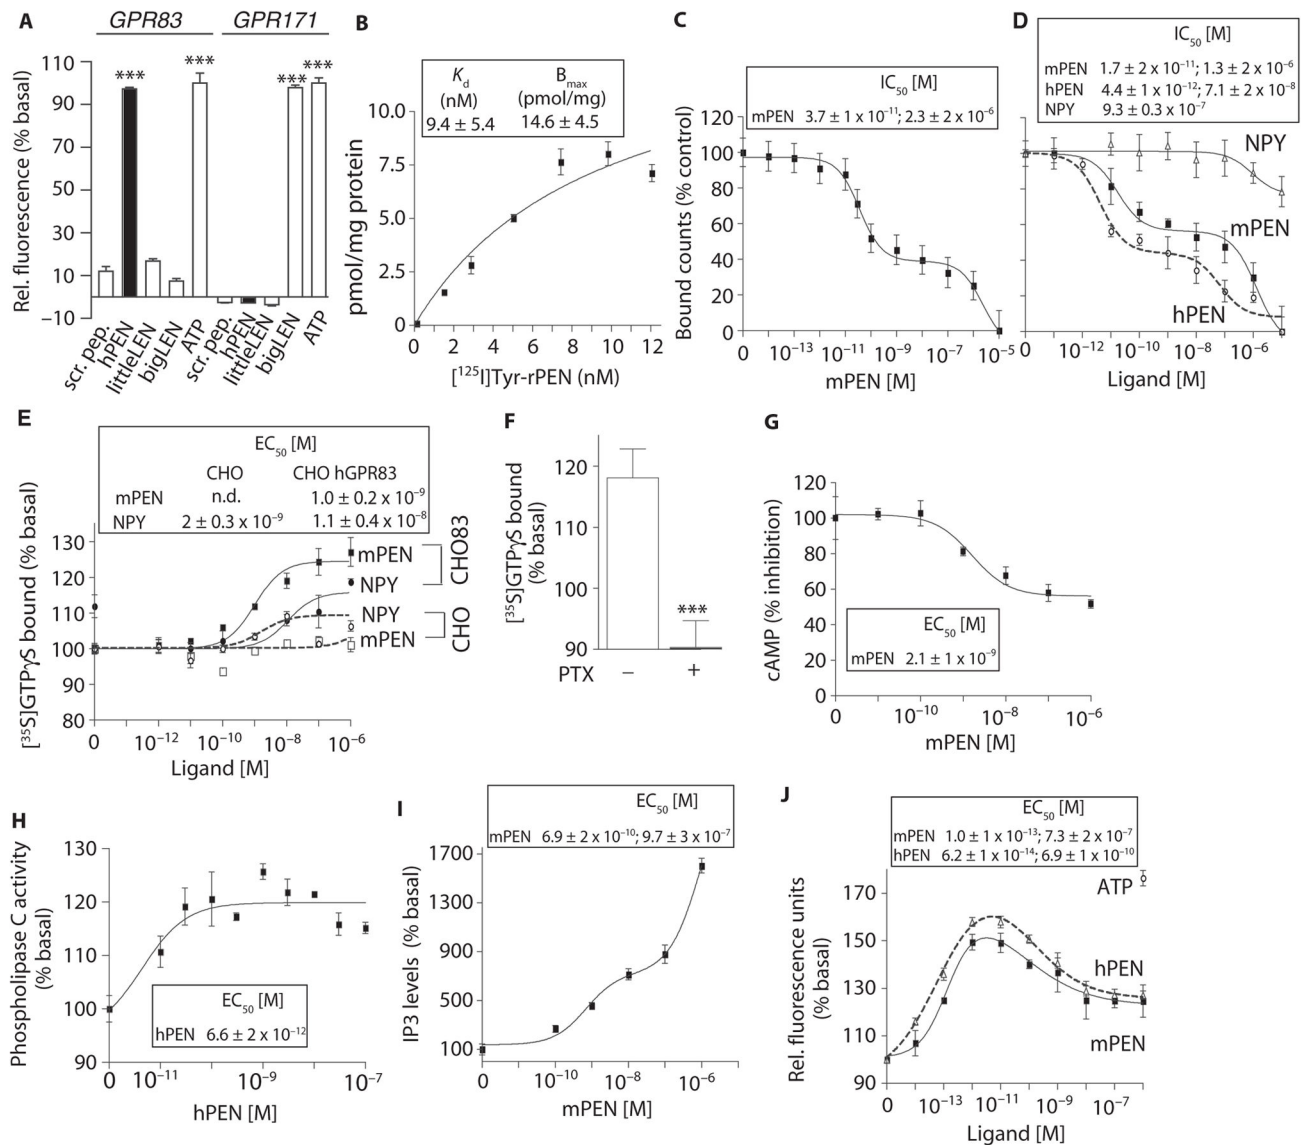 A
GPR83 GPR171
Rel. fluorescence (% basal)
110
100
90
70
50
30
10
−10
*** *** *** ***
scr. pep.
hPEN
littleLEN
bigLEN
ATP
scr. pep.
hPEN
littleLEN
bigLEN
ATP
B
Kd (nM) Bmax (pmol/mg)
9.4 ± 5.4 14.6 ± 4.5
pmol/mg protein
10.0
7.5
5.0
2.5
0
0 2 4 6 8 10 12
[¹²⁵I]Tyr-rPEN (nM)
C
IC₅₀ [M]
mPEN 3.7 ± 1 x 10⁻¹¹; 2.3 ± 2 x 10⁻⁶
Bound counts (% control)
120
100
80
60
40
20
0
0 10⁻¹³ 10⁻¹¹ 10⁻⁹ 10⁻⁷ 10⁻⁵
mPEN [M]
D
IC₅₀ [M]
mPEN 1.7 ± 2 x 10⁻¹¹; 1.3 ± 2 x 10⁻⁶
hPEN 4.4 ± 1 x 10⁻¹²; 7.1 ± 2 x 10⁻⁸
NPY 9.3 ± 0.3 x 10⁻⁷
NPY
mPEN
hPEN
10⁻¹² 10⁻¹⁰ 10⁻⁸ 10⁻⁶
Ligand [M]
E
EC₅₀ [M]
CHO CHO hGPR83
mPEN n.d. 1.0 ± 0.2 x 10⁻⁹
NPY 2 ± 0.3 x 10⁻⁹ 1.1 ± 0.4 x 10⁻⁸
[³⁵S]GTPγS bound (% basal)
130
120
110
100
90
80
mPEN
NPY
CHO83
NPY
mPEN
CHO
0 10⁻¹² 10⁻¹⁰ 10⁻⁸ 10⁻⁶
Ligand [M]
F
[³⁵S]GTPγS bound
(% basal)
120
110
100
90
***
PTX − +
G
cAMP (% inhibition)
120
100
80
60
40
20
0
EC₅₀ [M]
mPEN 2.1 ± 1 x 10⁻⁹
0 10⁻¹⁰ 10⁻⁸ 10⁻⁶
mPEN [M]
H
Phospholipase C activity
(% basal)
130
120
110
100
90
EC₅₀ [M]
hPEN 6.6 ± 2 x 10⁻¹²
0 10⁻¹¹ 10⁻⁹ 10⁻⁷
hPEN [M]
I
EC₅₀ [M]
mPEN 6.9 ± 2 x 10⁻¹⁰; 9.7 ± 3 x 10⁻⁷
IP3 levels (% basal)
1700
1300
900
500
100
0 10⁻¹⁰ 10⁻⁸ 10⁻⁶
mPEN [M]
J
EC₅₀ [M]
mPEN 1.0 ± 1 x 10⁻¹³; 7.3 ± 2 x 10⁻⁷
hPEN 6.2 ± 1 x 10⁻¹⁴; 6.9 ± 1 x 10⁻¹⁰
Rel. fluorescence units
(% basal)
170
150
130
110
90
ATP
hPEN
mPEN
0 10⁻¹³ 10⁻¹¹ 10⁻⁹ 10⁻⁷
Ligand [M]